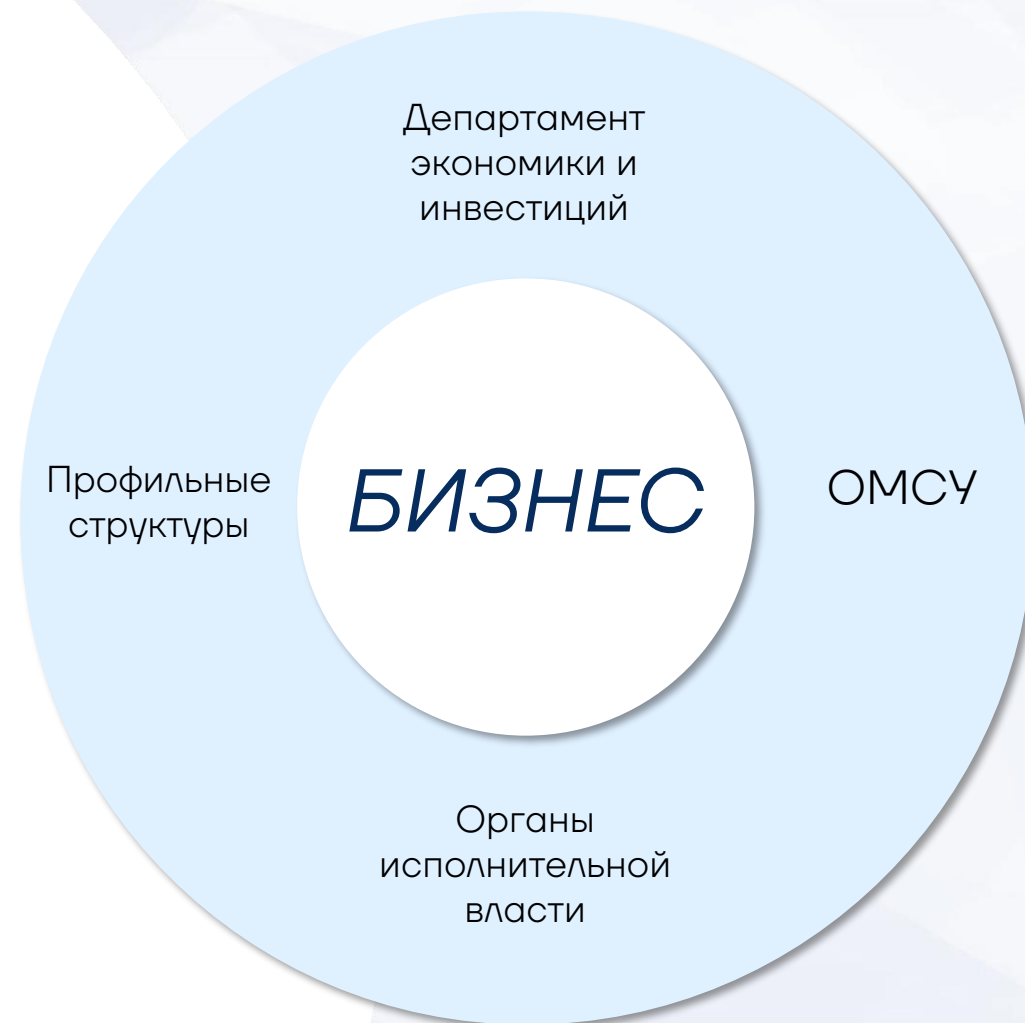 Департамент
экономики и
инвестиций
Профильные
структуры
БИЗНЕС
ОМСУ
Органы
исполнительной
власти